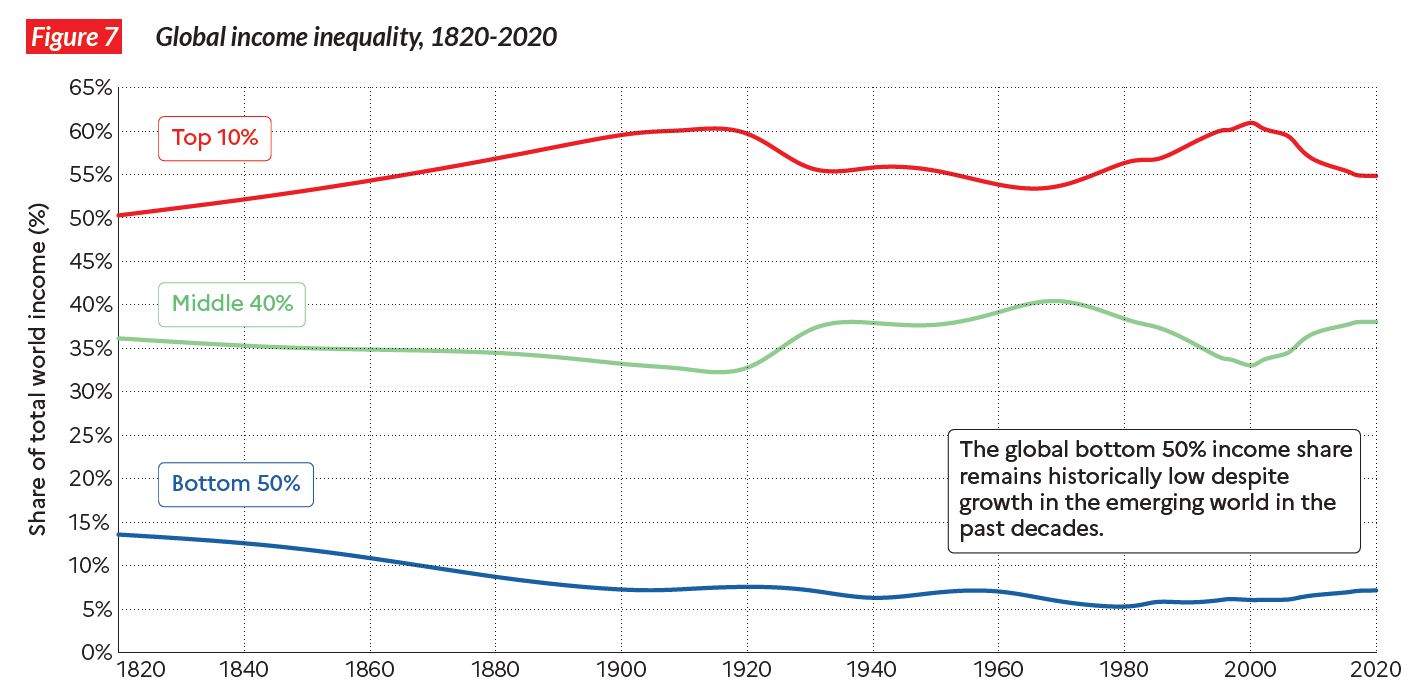 Figure 7 Global income inequality, 1820-2020
Share of total world income (%)
65%
60%
55%
50%
45%
40%
35%
30%
25%
20%
15%
10%
5%
0%
Top 10%
Middle 40%
Bottom 50%
The global bottom 50% income share
remains historically low despite
growth in the emerging world in the
past decades.
1820 1840 1860 1880 1900 1920 1940 1960 1980 2000 2020